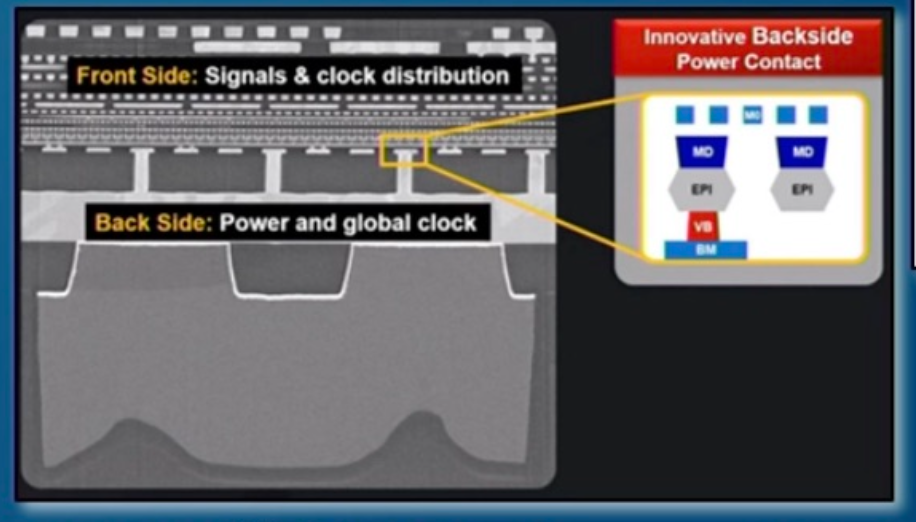 Front Side: Signals & clock distribution
Back Side: Power and global clock
Innovative Backside
Power Contact
M0
MD MD
EPI EPI
VB
BM